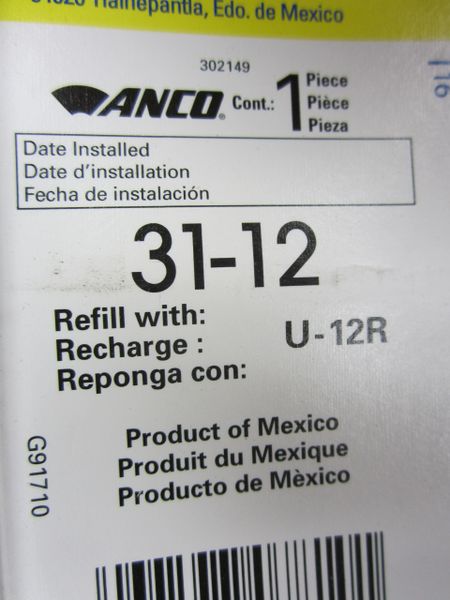 Tlalnepantla, Edo. de Mexico
302149
ANCO® Cont.: 1 Piece
Pièce
Pieza
116
Date Installed
Date d'installation
Fecha de instalación
31-12
Refill with:
Recharge :
Reponga con:
U-12R
Product of Mexico
Produit du Mexique
Producto de Mèxico
G91710